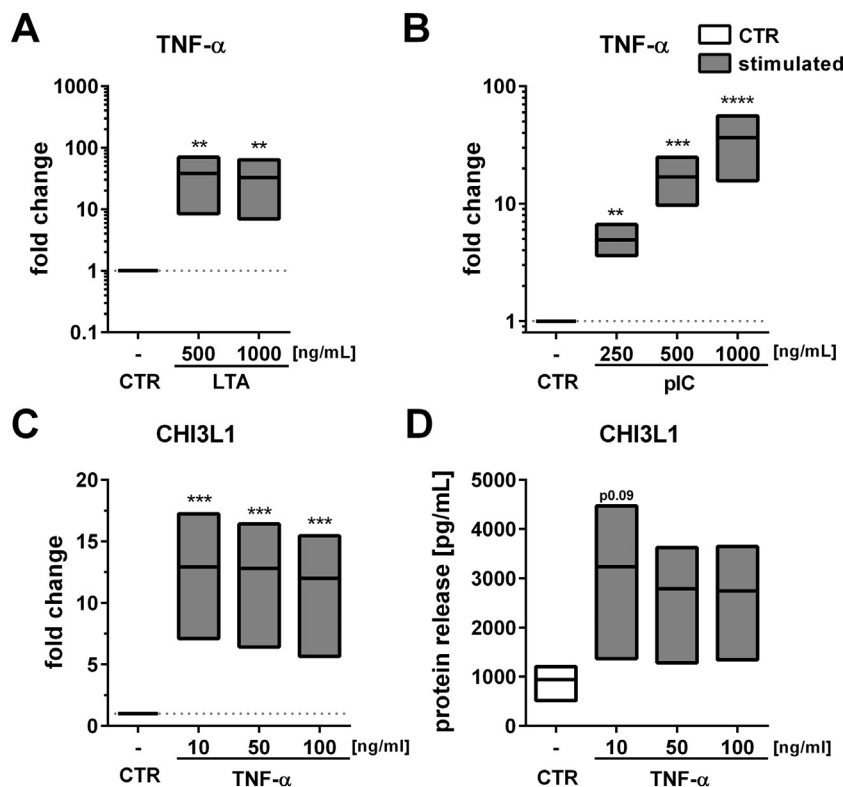 A
TNF-α
fold change
1000
100
10
1
0.1
** **
- 500 1000 [ng/mL]
CTR LTA
B
TNF-α
CTR
stimulated
fold change
100
10
1
** *** ****
- 250 500 1000 [ng/mL]
CTR pIC
C
CHI3L1
fold change
20
15
10
5
0
*** *** ***
- 10 50 100 [ng/ml]
CTR TNF-α
D
CHI3L1
protein release [pg/mL]
5000
4000
3000
2000
1000
0
p0.09
- 10 50 100 [ng/ml]
CTR TNF-α